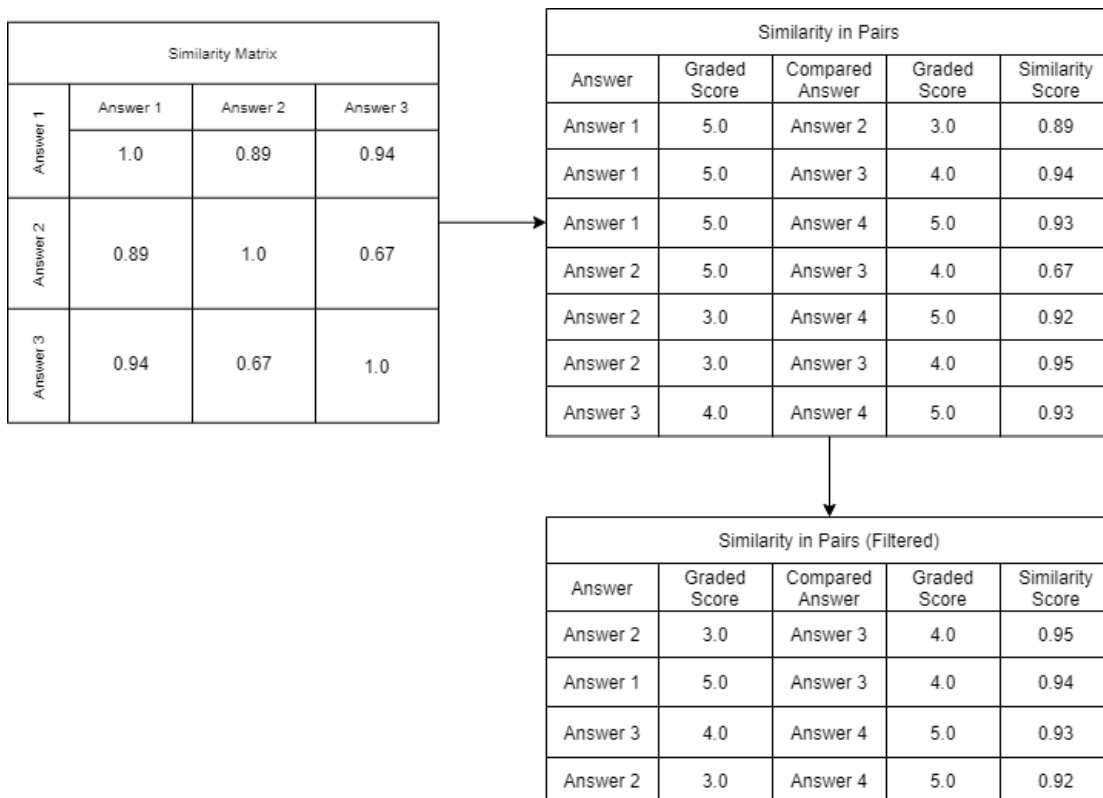 Similarity Matrix
Answer 1 Answer 2 Answer 3
Answer 1 1.0 0.89 0.94
Answer 2 0.89 1.0 0.67
Answer 3 0.94 0.67 1.0
Similarity in Pairs
Answer Graded Score Compared Answer Graded Score Similarity Score
Answer 1 5.0 Answer 2 3.0 0.89
Answer 1 5.0 Answer 3 4.0 0.94
Answer 1 5.0 Answer 4 5.0 0.93
Answer 2 5.0 Answer 3 4.0 0.67
Answer 2 3.0 Answer 4 5.0 0.92
Answer 2 3.0 Answer 3 4.0 0.95
Answer 3 4.0 Answer 4 5.0 0.93
Similarity in Pairs (Filtered)
Answer Graded Score Compared Answer Graded Score Similarity Score
Answer 2 3.0 Answer 3 4.0 0.95
Answer 1 5.0 Answer 3 4.0 0.94
Answer 3 4.0 Answer 4 5.0 0.93
Answer 2 3.0 Answer 4 5.0 0.92